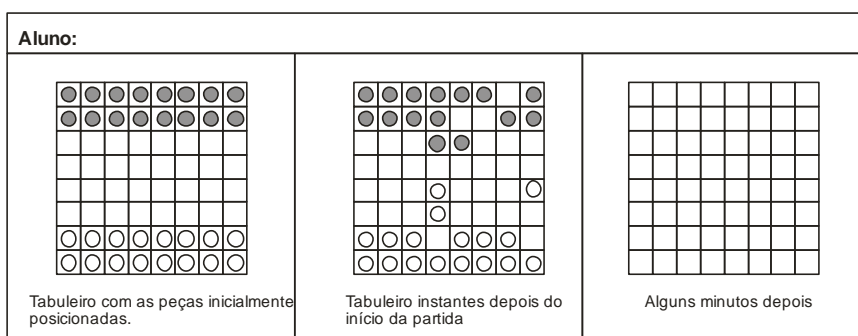 Aluno:
Tabuleiro com as peças inicialmente
posicionadas.
Tabuleiro instantes depois do
início da partida
Alguns minutos depois